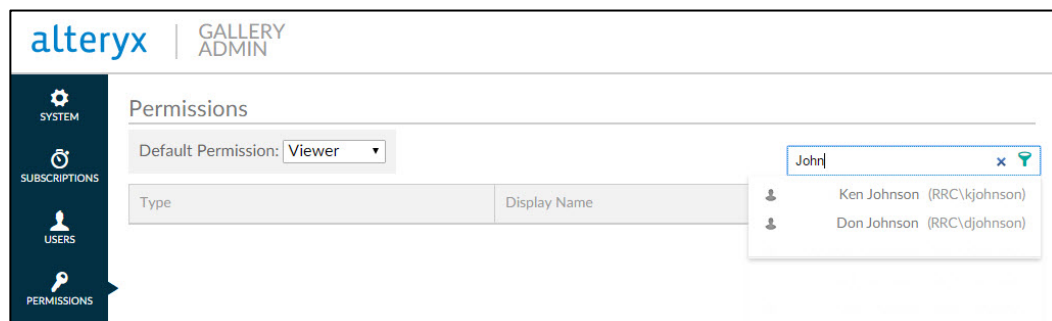 alteryx
GALLERY
ADMIN
SYSTEM
SUBSCRIPTIONS
USERS
PERMISSIONS
Permissions
Default Permission: Viewer
John
Type Display Name
Ken Johnson (RRC\kjohnson)
Don Johnson (RRC\djohnson)